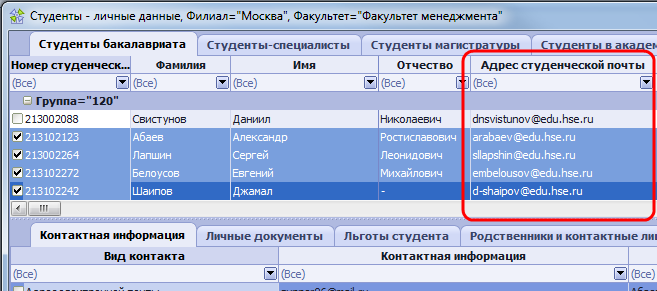 Студенты - личные данные, Филиал="Москва", Факультет="Факультет менеджмента"
Студенты бакалавриата Студенты-специалисты Студенты магистратуры Студенты в академ
Номер студенческ... Фамилия Имя Отчество Адрес студенческой почты
(Все) (Все) (Все) (Все) (Все)
Группа="120"
213002088 Свистунов Даниил Николаевич dnsvistunov@edu.hse.ru
213102123 Абаев Александр Ростиславович arabaev@edu.hse.ru
213002264 Лапшин Сергей Леонидович sllapshin@edu.hse.ru
213102272 Белоусов Евгений Михайлович embelousov@edu.hse.ru
213102242 Шаипов Джамал - d-shaipov@edu.hse.ru
Контактная информация Личные документы Льготы студента Родственники и контактные ли
Вид контакта Контактная информация
(Все) (Все) (Все)